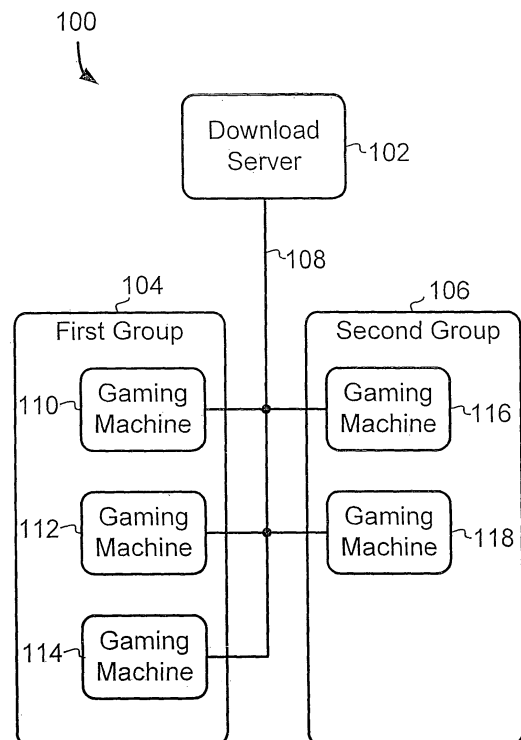 100
Download
Server
102
108
104
106
First Group
Second Group
110
Gaming
Machine
Gaming
Machine
116
112
Gaming
Machine
Gaming
Machine
118
114
Gaming
Machine